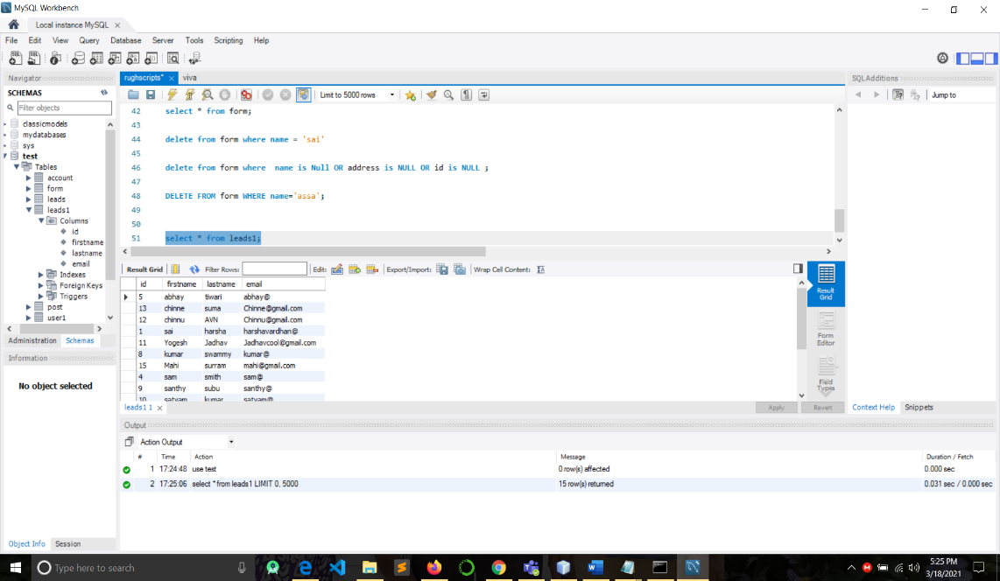 MySQL Workbench
Local instance MySQL
File Edit View Query Database Server Tools Scripting Help
Navigator
SCHEMAS
Filter objects
classicmodels
mydatabases
sys
test
Tables
account
form
leads
leads1
Columns
id
firstname
lastname
email
Indexes
Foreign Keys
Triggers
post
user1
Administration Schemas
Information
No object selected
Object Info Session
rughscripts* viva
Limit to 5000 rows
42 select * from form;
43
44 delete from form where name = 'sai'
45
46 delete from form where name is Null OR address is NULL OR id is NULL ;
47
48 DELETE FROM form WHERE name='assa';
49
50
51 select * from leads1;
Result Grid Filter Rows: Edit: Export/Import: Wrap Cell Content:
id firstname lastname email
5 abhay tiwari abhay@
13 chinne suma Chinne@gmail.com
12 chinnu AVN Chinnu@gmail.com
1 sai harsha harshavardhan@
11 Yogesh Jadhav Jadhavcool@gmail.com
8 kumar swammy kumar@
15 Mahi surram mahi@gmail.com
4 sam smith sam@
9 santhy subu santhy@
10 satyam kumar satyam@
Result Grid
Form Editor
Field Types
leads1 1 Apply Revert
Output
Action Output
# Time Action Message Duration / Fetch
1 17:24:48 use test 0 row(s) affected 0.000 sec
2 17:25:06 select * from leads1 LIMIT 0, 5000 15 row(s) returned 0.031 sec / 0.000 sec
SQLAdditions
Jump to
Context Help Snippets
Type here to search
5:25 PM
3/18/2021